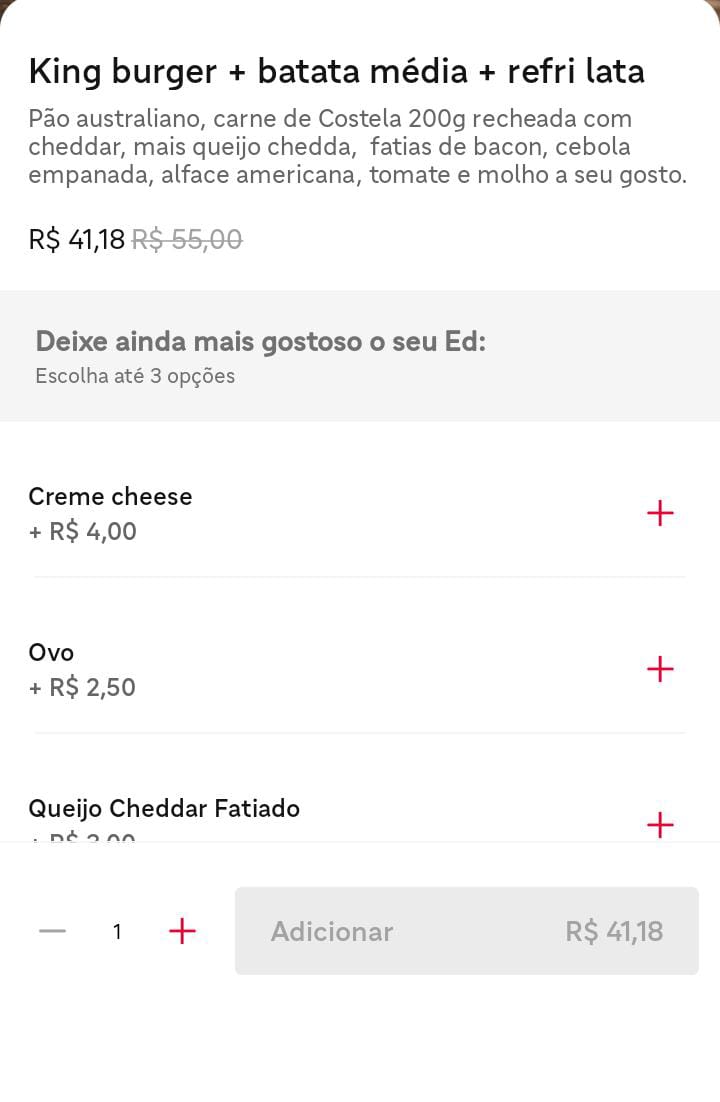 King burger + batata média + refri lata
Pão australiano, carne de Costela 200g recheada com
cheddar, mais queijo chedda, fatias de bacon, cebola
empanada, alface americana, tomate e molho a seu gosto.
R$ 41,18 R$ 55,00
Deixe ainda mais gostoso o seu Ed:
Escolha até 3 opções
Creme cheese
+ R$ 4,00
Ovo
+ R$ 2,50
Queijo Cheddar Fatiado
1
Adicionar R$ 41,18